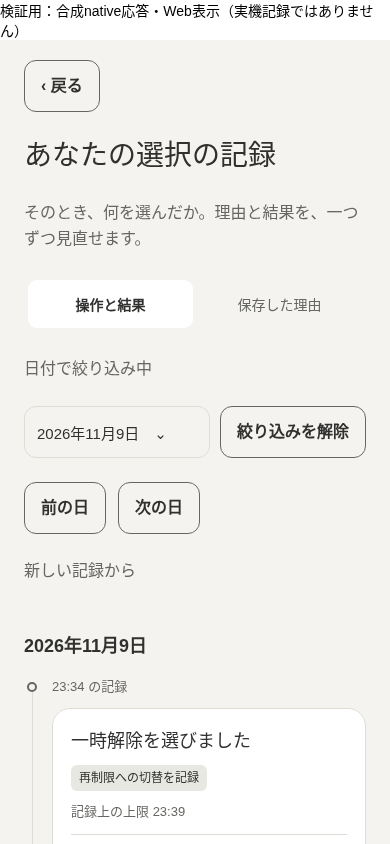 検証用：合成native応答・Web表示（実機記録ではありませ
ん）
‹ 戻る
あなたの選択の記録
そのとき、何を選んだか。理由と結果を、一つ
ずつ見直せます。
操作と結果
保存した理由
日付で絞り込み中
2026年11月9日
絞り込みを解除
前の日
次の日
新しい記録から
2026年11月9日
23:34 の記録
一時解除を選びました
再制限への切替を記録
記録上の上限 23:39